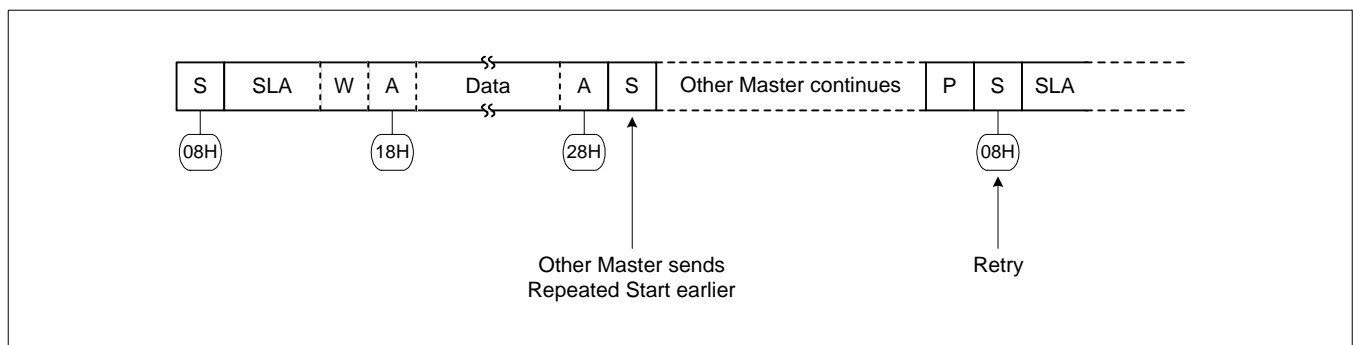 S SLA W A Data A S Other Master continues P S SLA
08H 18H 28H 08H
Other Master sends
Repeated Start earlier
Retry